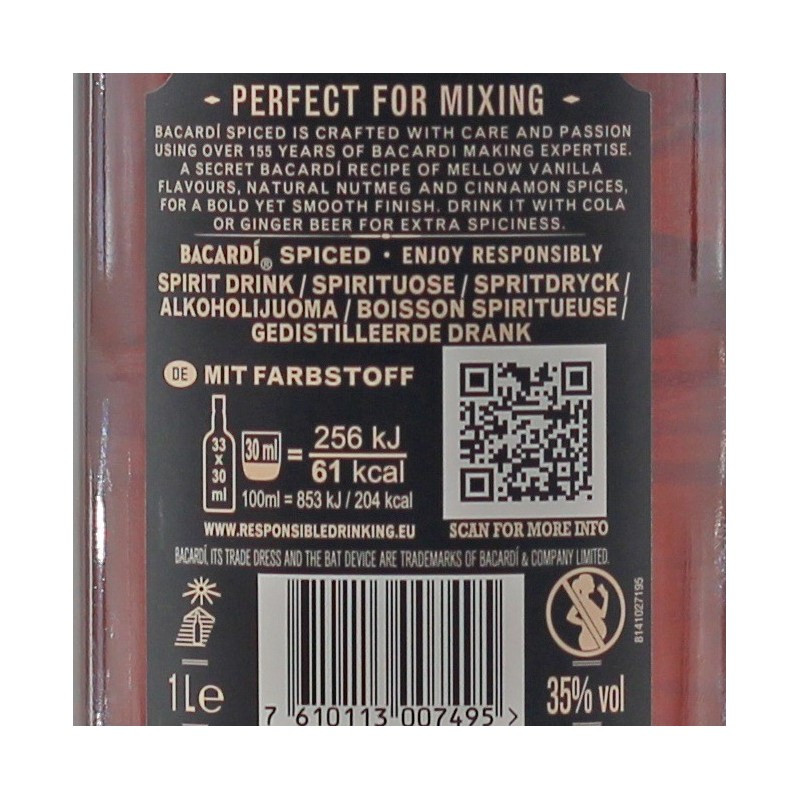 PERFECT FOR MIXING
BACARDÍ SPICED IS CRAFTED WITH CARE AND PASSION
USING OVER 155 YEARS OF BACARDI MAKING EXPERTISE.
A SECRET BACARDÍ RECIPE OF MELLOW VANILLA
FLAVOURS, NATURAL NUTMEG AND CINNAMON SPICES,
FOR A BOLD YET SMOOTH FINISH. DRINK IT WITH COLA
OR GINGER BEER FOR EXTRA SPICINESS.
BACARDÍ® SPICED · ENJOY RESPONSIBLY
SPIRIT DRINK / SPIRITUOSE / SPRITDRYCK /
ALKOHOLIJUOMA / BOISSON SPIRITUEUSE /
GEDISTILLEERDE DRANK
DE MIT FARBSTOFF
33 x 30 ml
30 ml = 256 kJ
61 kcal
100ml = 853 kJ / 204 kcal
WWW.RESPONSIBLEDRINKING.EU
SCAN FOR MORE INFO
BACARDÍ, ITS TRADE DRESS AND THE BAT DEVICE ARE TRADEMARKS OF BACARDÍ & COMPANY LIMITED.
8141027195
1L e
35% vol
7 610113 007495 >